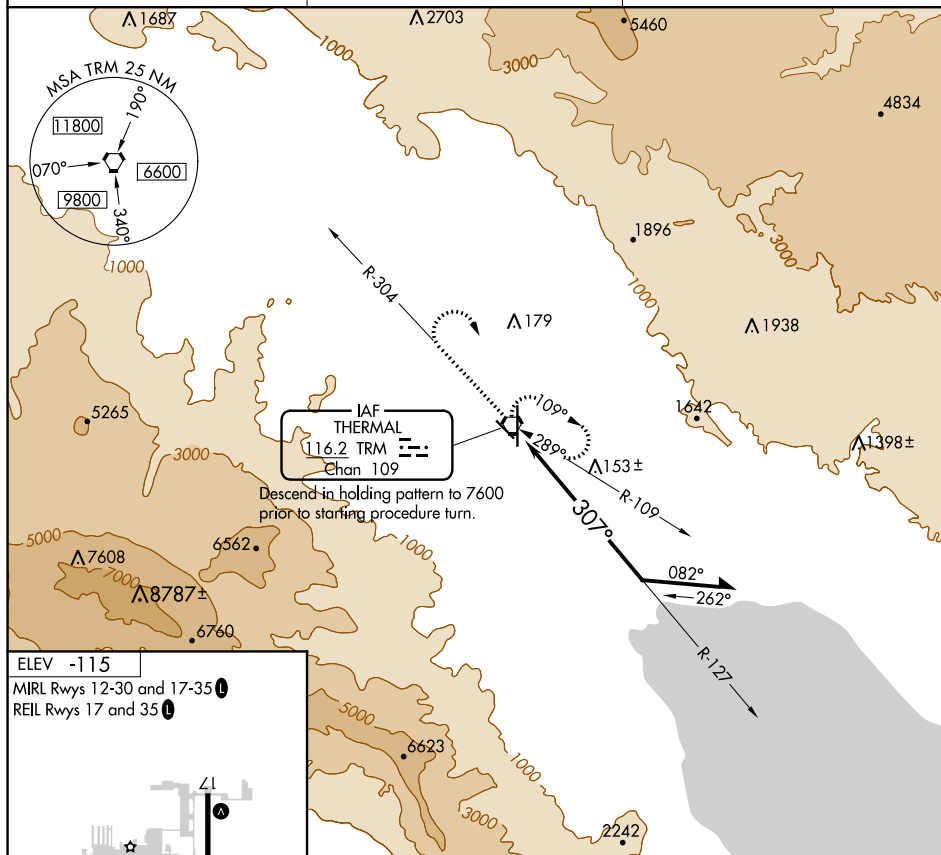 1687
2703
5460
1000
3000
4834
MSA TRM 25 NM
190°
11800
070°
6600
9800
340°
1000
1896
3000
1000
R-304
179
1938
5265
IAF
THERMAL
116.2 TRM
Chan 109
109°
289°
1642
1398±
153±
3000
R-109
Descend in holding pattern to 7600
prior to starting procedure turn.
307°
5000
6562
1000
7608
7000
8787±
082°
262°
6760
R-127
ELEV -115
MIRL Rwys 12-30 and 17-35 L
REIL Rwys 17 and 35 L
5000
6623
1000
17
A
3000
2242